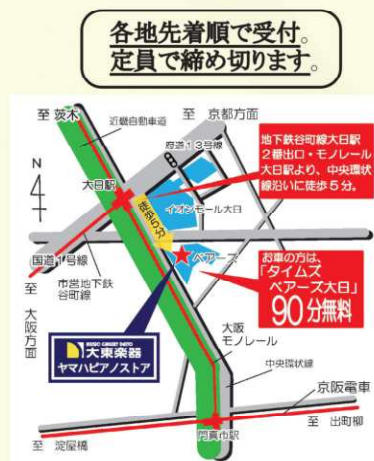 各地先着順で受付。
定員で締め切ります。
至 茨木
近畿自動車道
至 京都方面
府道13号線
地下鉄谷町線大日駅
2番出口・モノレール
大日駅より、中央環状
線沿いに徒歩5分。
N
大日駅
徒歩5分
イオンモール大日
国道1号線
市営地下鉄
谷町線
至 大阪方面
ベアーズ
お車の方は、
「タイムズ
ベアーズ大日」
90分無料
MUSIC GREET DAITO
大東楽器
ヤマハピアノストア
大阪
モノレール
中央環状線
京阪電車
門真市駅
至 淀屋橋
至 出町柳